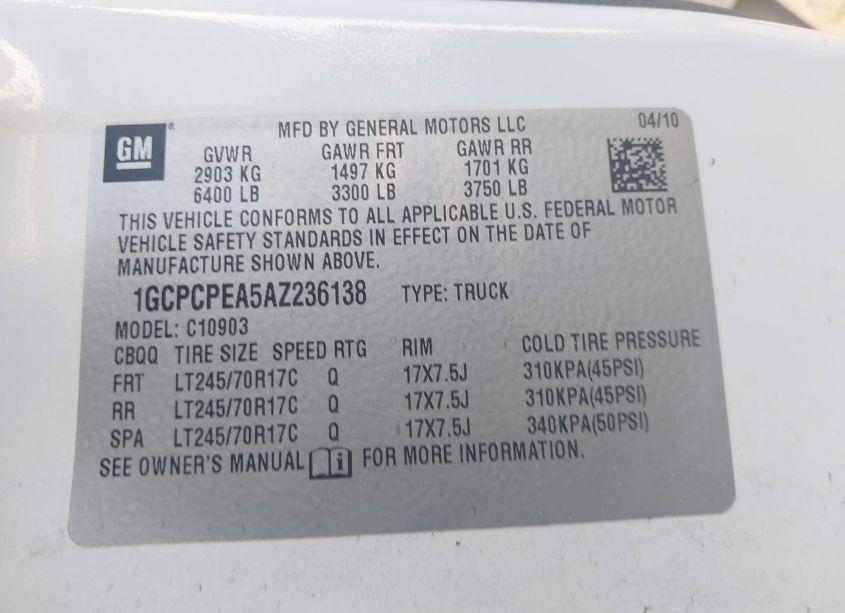 GM
MFD BY GENERAL MOTORS LLC 04/10
GVWR GAWR FRT GAWR RR
2903 KG 1497 KG 1701 KG
6400 LB 3300 LB 3750 LB
THIS VEHICLE CONFORMS TO ALL APPLICABLE U.S. FEDERAL MOTOR
VEHICLE SAFETY STANDARDS IN EFFECT ON THE DATE OF
MANUFACTURE SHOWN ABOVE.
1GCPCPEA5AZ236138 TYPE: TRUCK
MODEL: C10903
CBQQ TIRE SIZE SPEED RTG RIM COLD TIRE PRESSURE
FRT LT245/70R17C Q 17X7.5J 310KPA(45PSI)
RR LT245/70R17C Q 17X7.5J 310KPA(45PSI)
SPA LT245/70R17C Q 17X7.5J 340KPA(50PSI)
SEE OWNER'S MANUAL i FOR MORE INFORMATION.